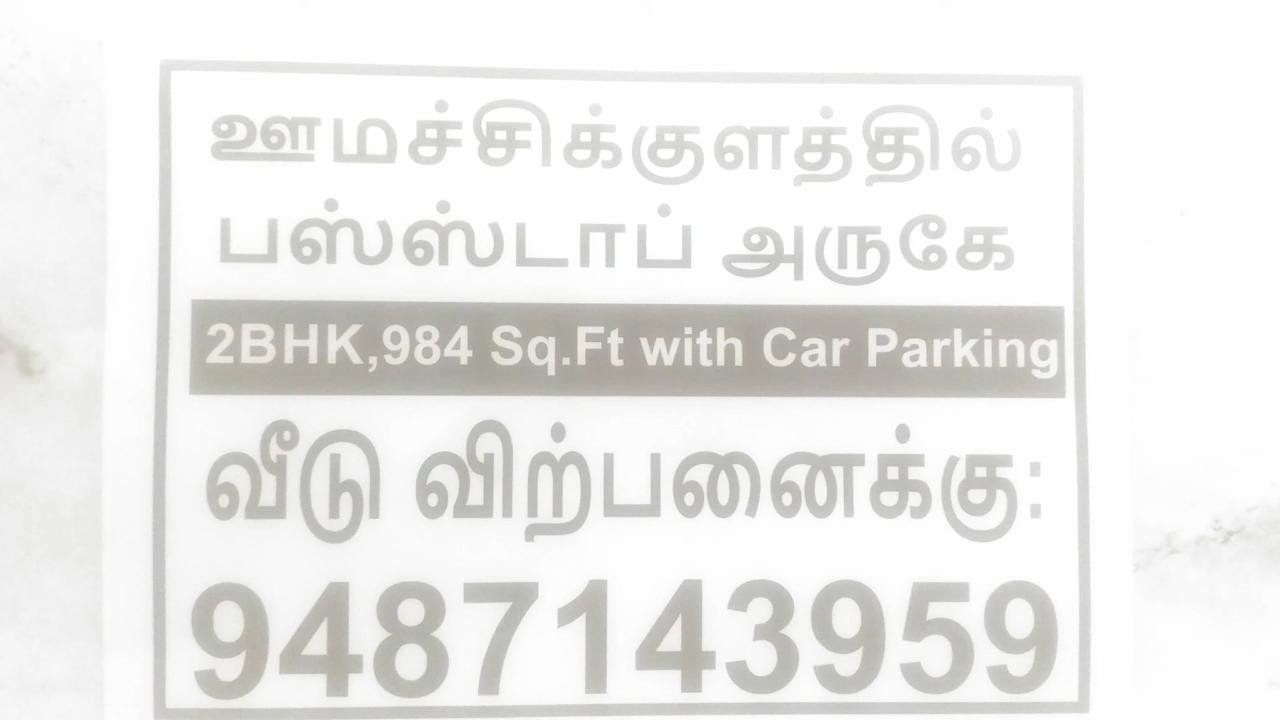 ஊமச்சிக்குளத்தில்
பஸ்ஸ்டாப் அருகே
2BHK,984 Sq.Ft with Car Parking
வீடு விற்பனைக்கு:
9487143959